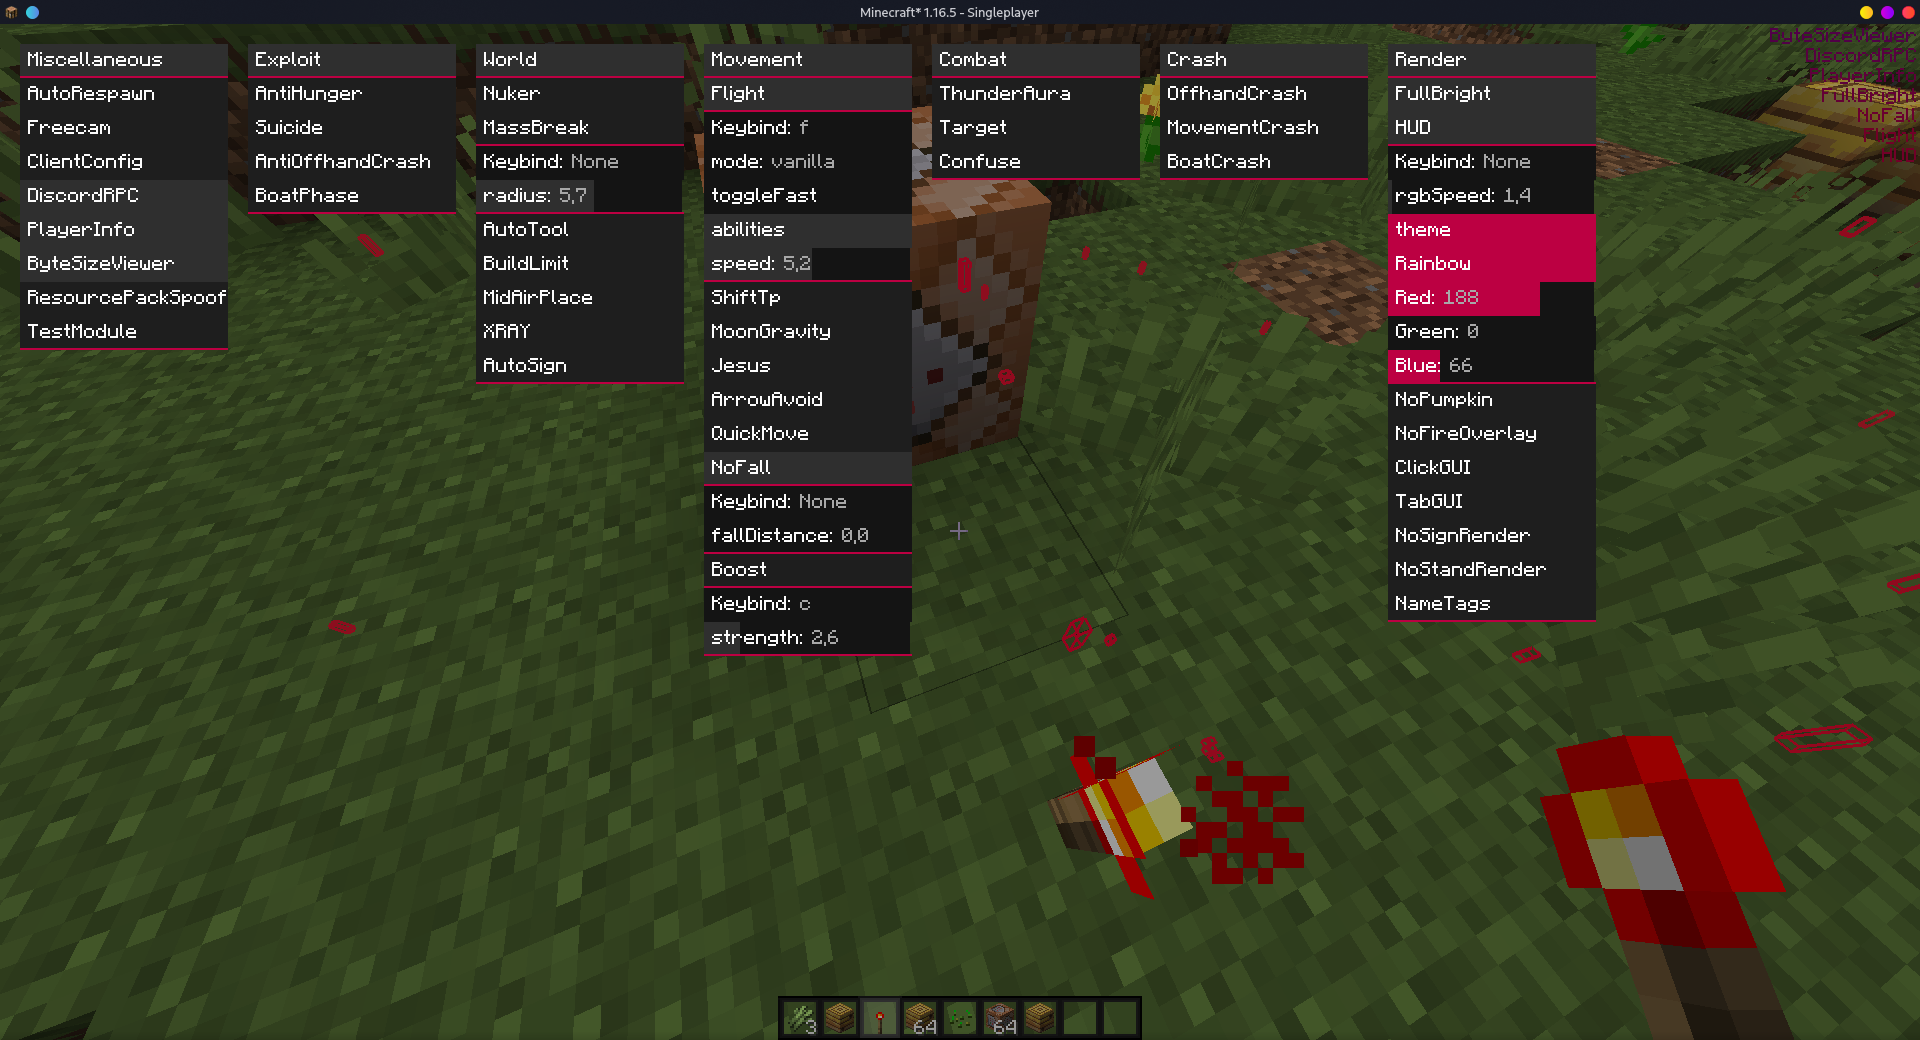 Minecraft* 1.16.5 - Singleplayer
Miscellaneous
AutoRespawn
Freecam
ClientConfig
DiscordRPC
PlayerInfo
ByteSizeViewer
ResourcePackSpoof
TestModule
Exploit
AntiHunger
Suicide
AntiOffhandCrash
BoatPhase
World
Nuker
MassBreak
Keybind: None
radius: 5,7
AutoTool
BuildLimit
MidAirPlace
XRAY
AutoSign
Movement
Flight
Keybind: f
mode: vanilla
toggleFast
abilities
speed: 5,2
ShiftTp
MoonGravity
Jesus
ArrowAvoid
QuickMove
NoFall
Keybind: None
fallDistance: 0,0
Boost
Keybind: c
strength: 2,6
Combat
ThunderAura
Target
Confuse
Crash
OffhandCrash
MovementCrash
BoatCrash
Render
FullBright
HUD
Keybind: None
rgbSpeed: 1,4
theme
Rainbow
Red: 188
Green: 0
Blue: 66
NoPumpkin
NoFireOverlay
ClickGUI
TabGUI
NoSignRender
NoStandRender
NameTags
ByteSizeViewer
DiscordRPC
PlayerInfo
FullBright
NoFall
Flight
HUD
3
64
64